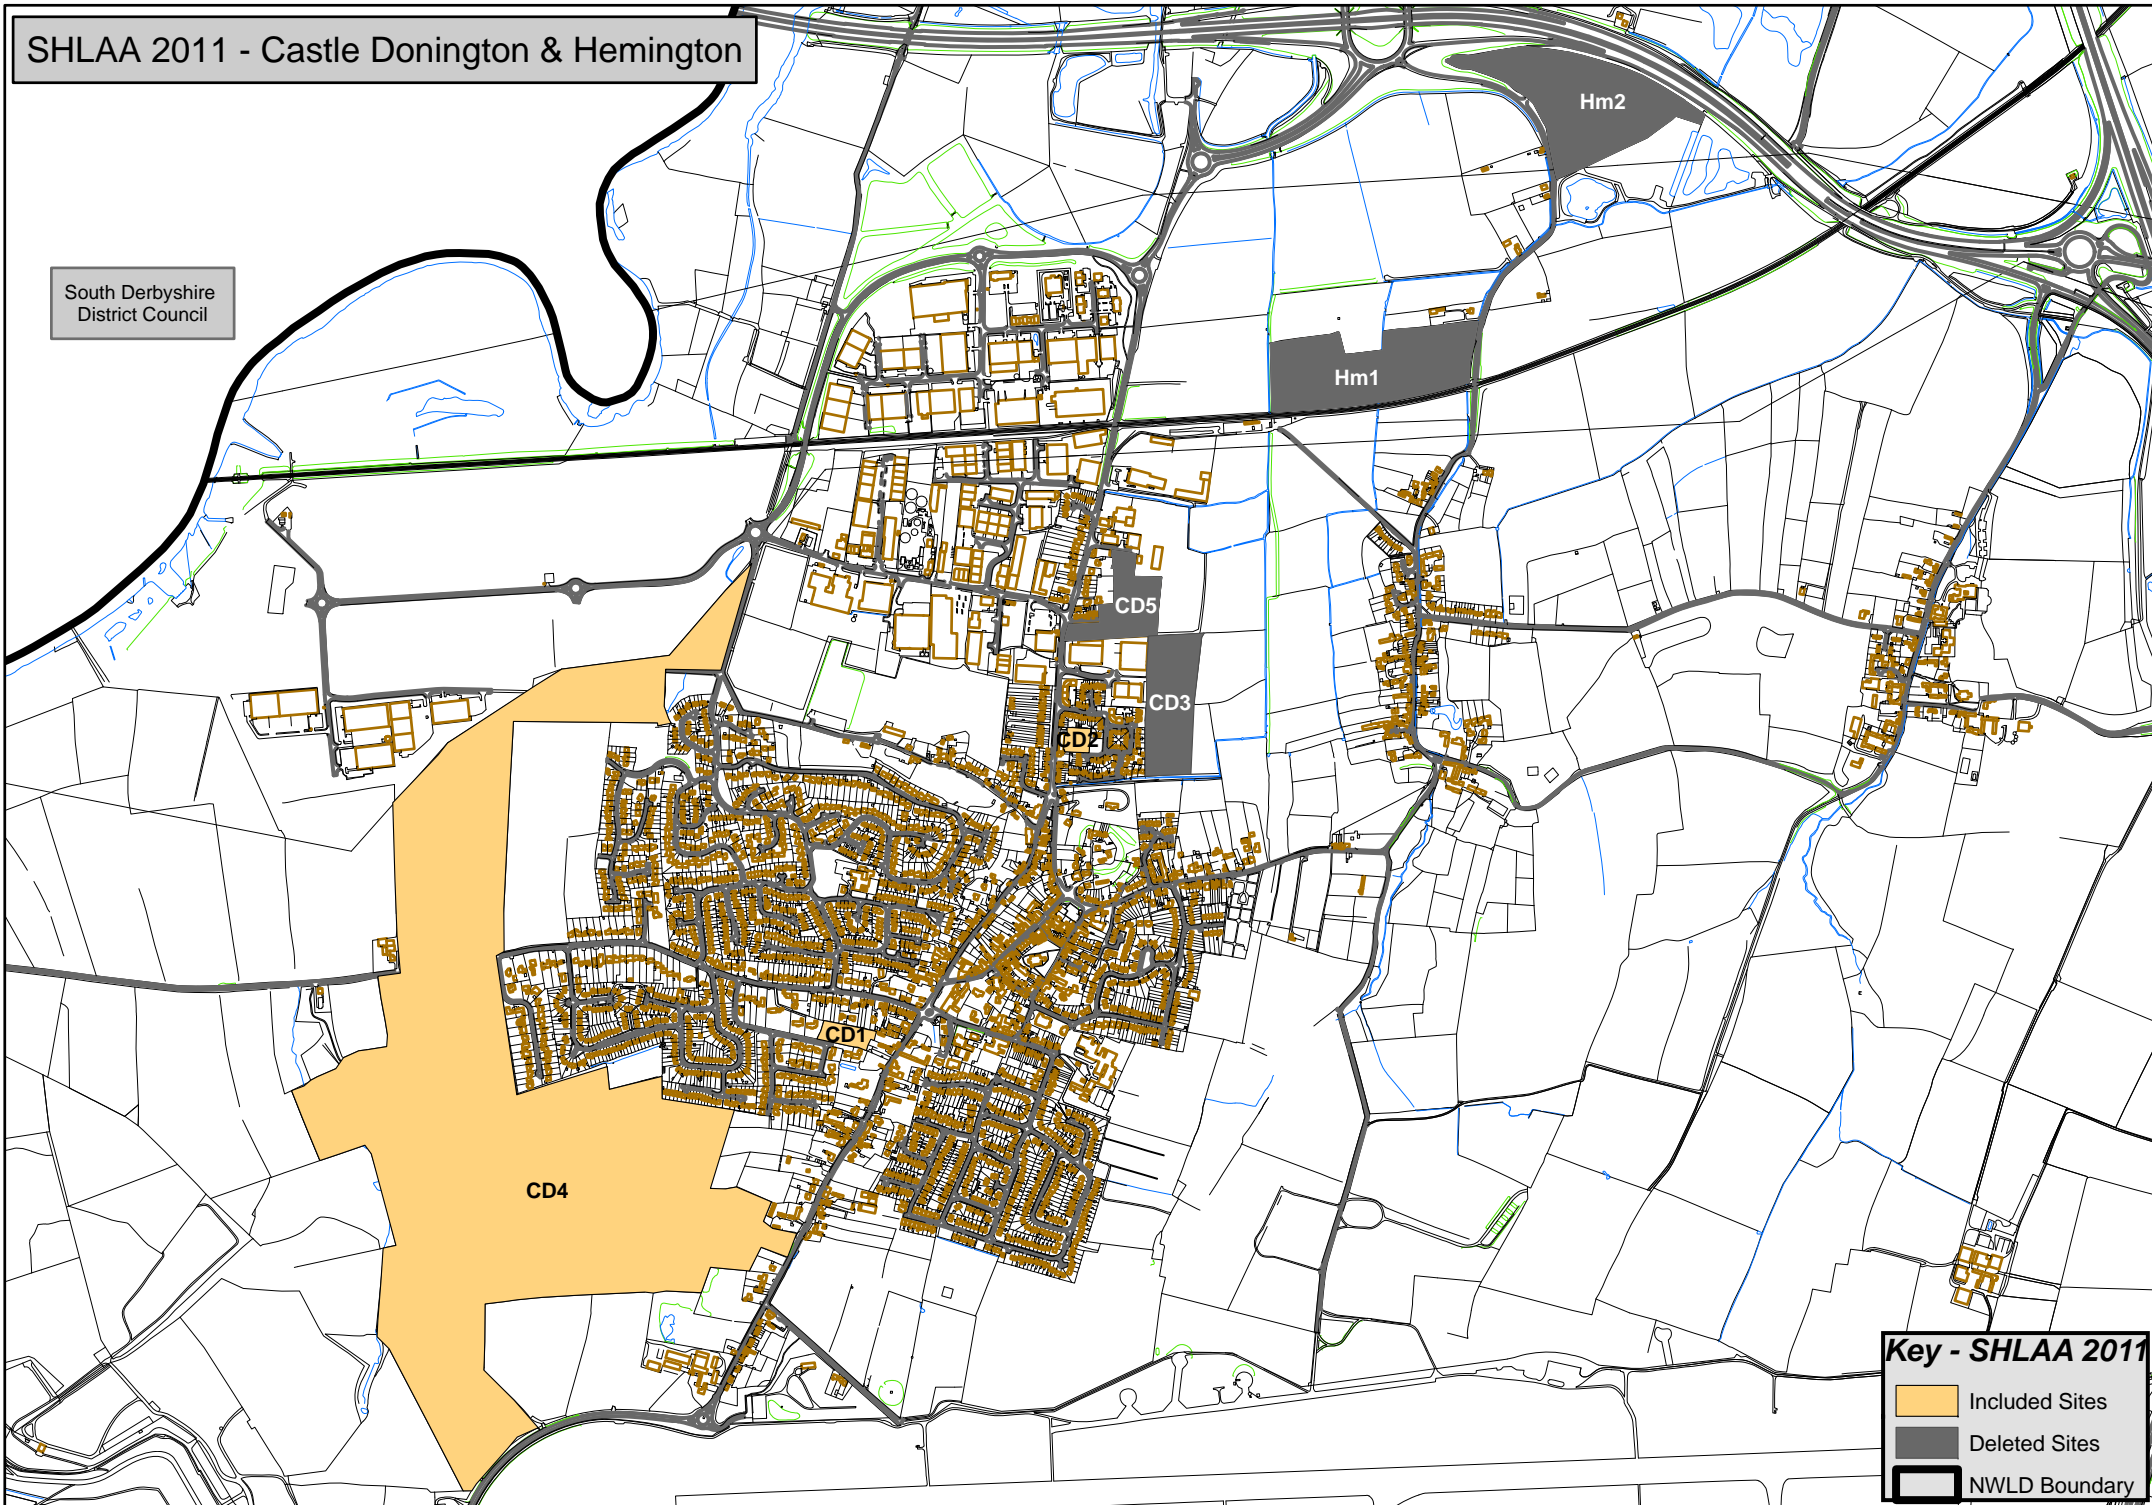 SHLAA 2011 - Castle Donington & Hemington
Hm2
South Derbyshire
District Council
Hm1
CD5
CD3
CD2
CD1
CD4
Key - SHLAA 2011
Included Sites
Deleted Sites
NWLD Boundary